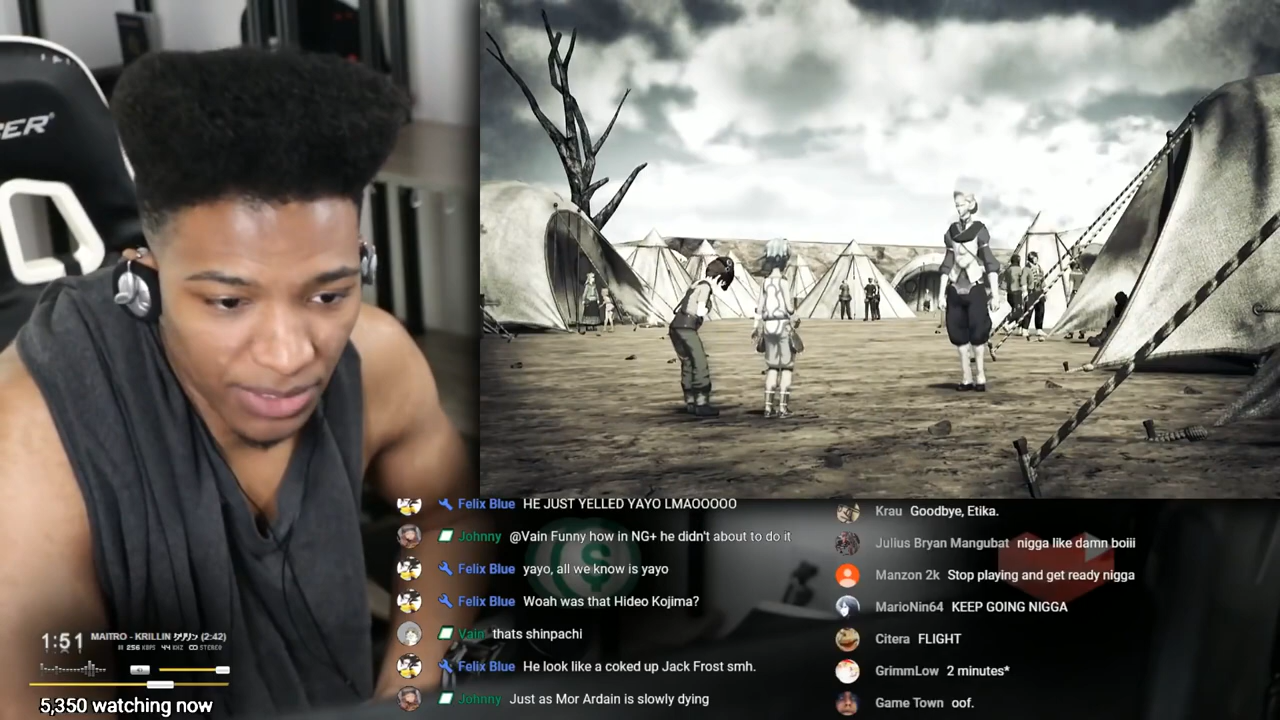 ER
Felix Blue HE JUST YELLED YAYO LMAOOOOO
Johnny @Vain Funny how in NG+ he didn't about to do it
Felix Blue yayo, all we know is yayo
Felix Blue Woah was that Hideo Kojima?
Vain thats shinpachi
Felix Blue He look like a coked up Jack Frost smh.
Johnny Just as Mor Ardain is slowly dying
Krau Goodbye, Etika.
Julius Bryan Mangubat nigga like damn boiii
Manzon 2k Stop playing and get ready nigga
MarioNin64 KEEP GOING NIGGA
Citera FLIGHT
GrimmLow 2 minutes*
Game Town oof.
1:51
MAITRO - KRILLIN クリリン (2:42)
256 KBPS 44 KHZ STEREO
5,350 watching now